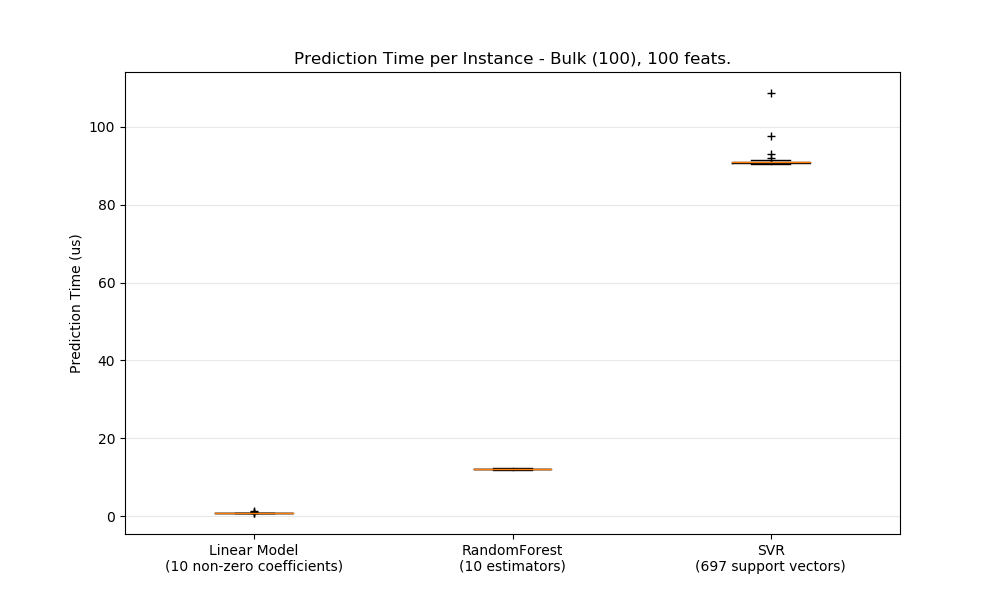 Prediction Time per Instance - Bulk (100), 100 feats.
100
80
60
40
20
0
Prediction Time (us)
Linear Model
(10 non-zero coefficients)
RandomForest
(10 estimators)
SVR
(697 support vectors)